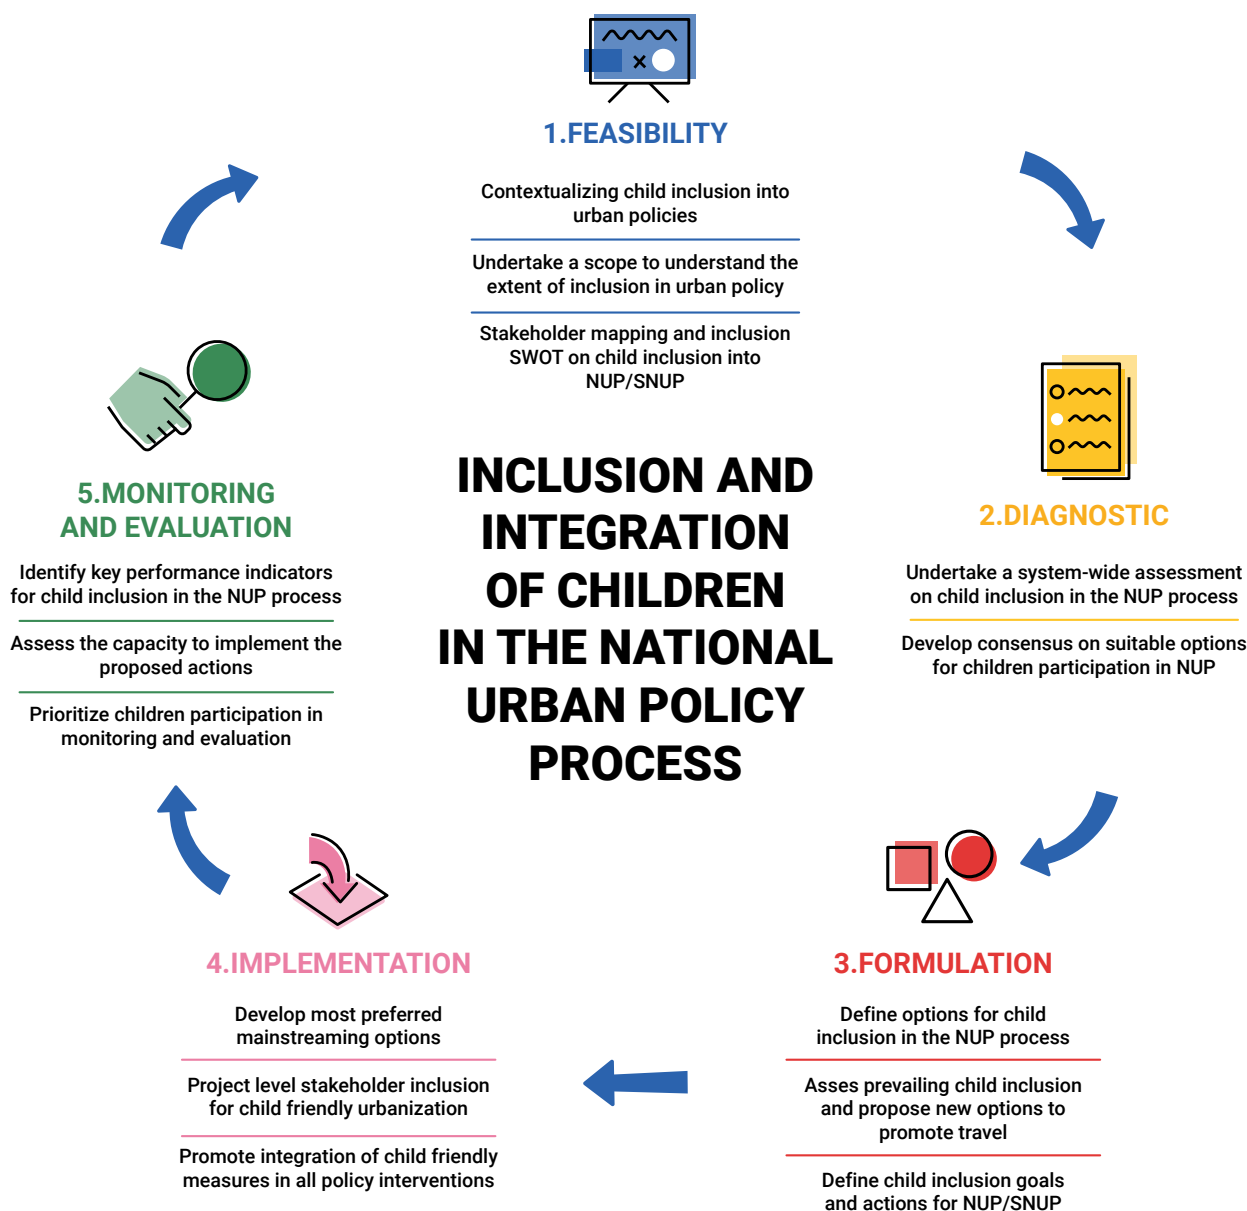 1.FEASIBILITY
Contextualizing child inclusion into
urban policies
Undertake a scope to understand the
extent of inclusion in urban policy
Stakeholder mapping and inclusion
SWOT on child inclusion into
NUP/SNUP
INCLUSION AND
INTEGRATION
OF CHILDREN
IN THE NATIONAL
URBAN POLICY
PROCESS
2.DIAGNOSTIC
Undertake a system-wide assessment
on child inclusion in the NUP process
Develop consensus on suitable options
for children participation in NUP
3.FORMULATION
Define options for child
inclusion in the NUP process
Asses prevailing child inclusion
and propose new options to
promote travel
Define child inclusion goals
and actions for NUP/SNUP
4.IMPLEMENTATION
Develop most preferred
mainstreaming options
Project level stakeholder inclusion
for child friendly urbanization
Promote integration of child friendly
measures in all policy interventions
5.MONITORING
AND EVALUATION
Identify key performance indicators
for child inclusion in the NUP process
Assess the capacity to implement the
proposed actions
Prioritize children participation in
monitoring and evaluation